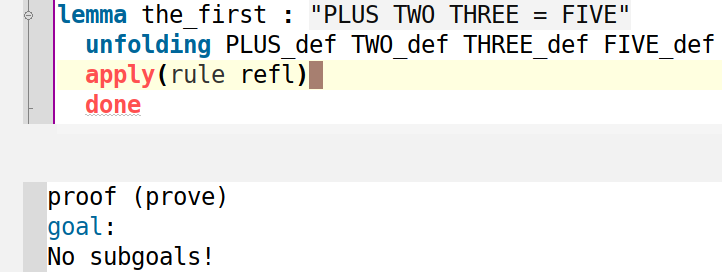 lemma the_first : "PLUS TWO THREE = FIVE"
unfolding PLUS_def TWO_def THREE_def FIVE_def
apply(rule refl)
done
proof (prove)
goal:
No subgoals!